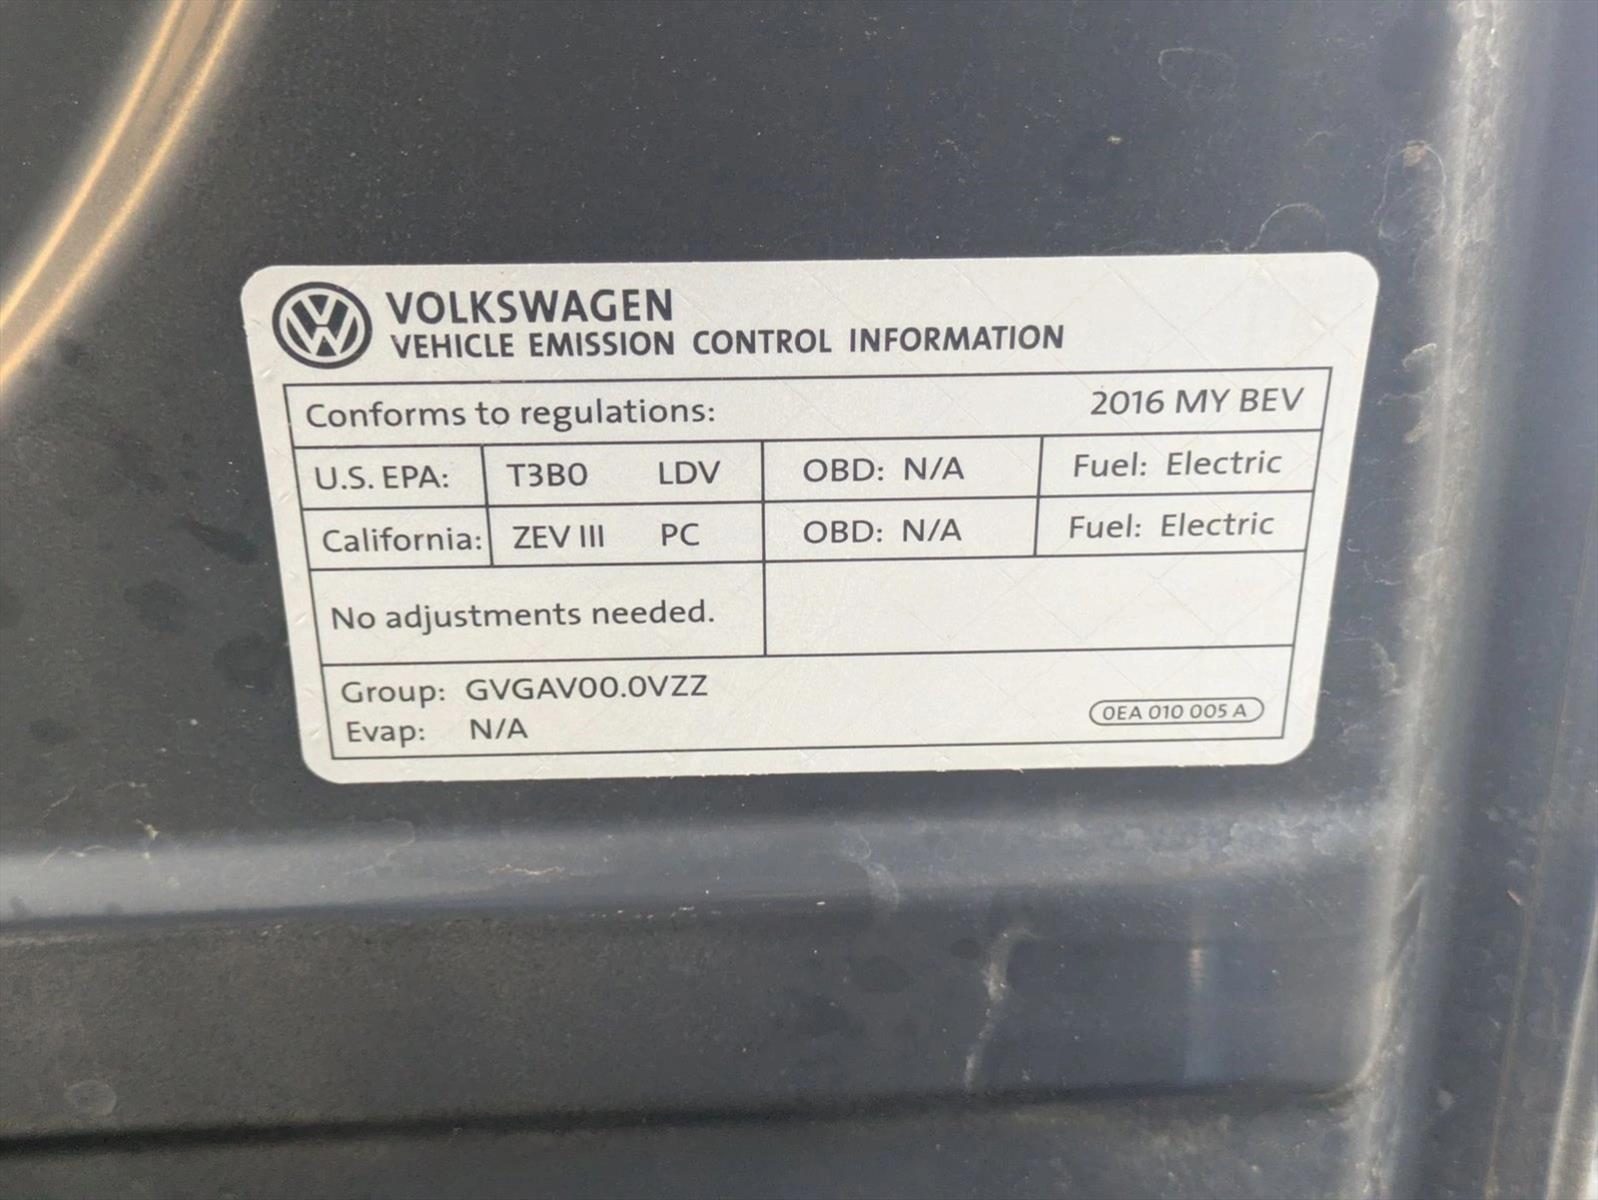 VOLKSWAGEN
VEHICLE EMISSION CONTROL INFORMATION
Conforms to regulations: 2016 MY BEV
U.S. EPA: T3B0 LDV OBD: N/A Fuel: Electric
California: ZEV III PC OBD: N/A Fuel: Electric
No adjustments needed.
Group: GVGAV00.0VZZ
Evap: N/A
0EA 010 005 A